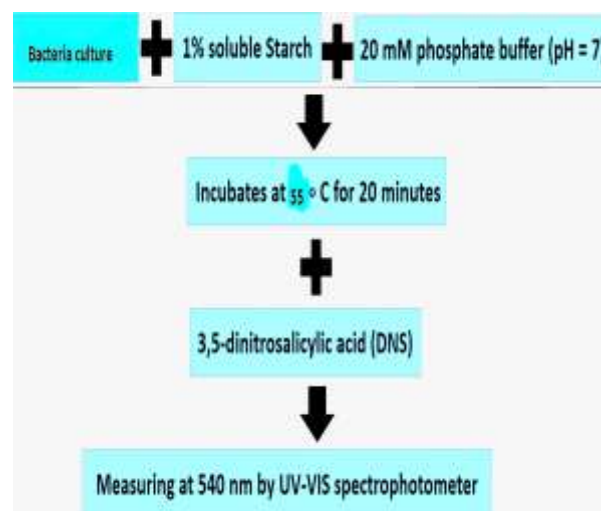 Bacteria culture + 1% soluble Starch + 20 mM phosphate buffer (pH = 7
Incubates at 55 ° C for 20 minutes
+
3,5-dinitrosalicylic acid (DNS)
Measuring at 540 nm by UV-VIS spectrophotometer